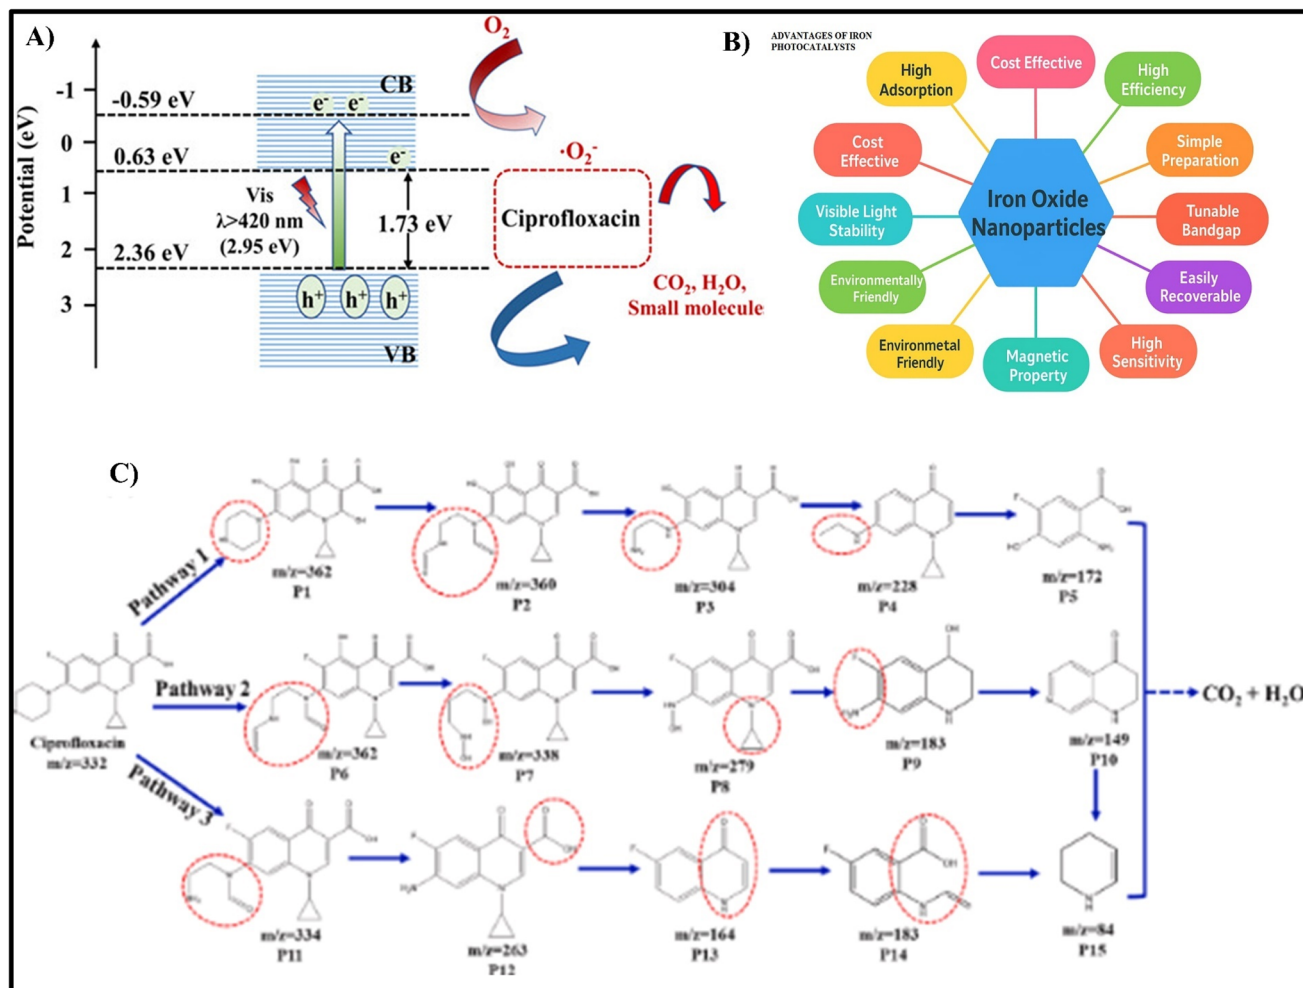 A)
Potential (eV)
-1
0
1
2
3
-0.59 eV
0.63 eV
2.36 eV
CB
e⁻ e⁻
e⁻
Vis
λ>420 nm
(2.95 eV)
1.73 eV
h⁺ h⁺ h⁺
VB
O₂
·O₂⁻
Ciprofloxacin
CO₂, H₂O,
Small molecule
B)
ADVANTAGES OF IRON
PHOTOCATALYSTS
Cost Effective
High
Adsorption
High
Efficiency
Cost
Effective
Simple
Preparation
Visible Light
Stability
Iron Oxide
Nanoparticles
Tunable
Bandgap
Environmentally
Friendly
Easily
Recoverable
Environmetal
Friendly
Magnetic
Property
High
Sensitivity
C)
Pathway 1
m/z=362
P1
m/z=360
P2
m/z=304
P3
m/z=228
P4
m/z=172
P5
Ciprofloxacin
m/z=332
Pathway 2
m/z=362
P6
m/z=338
P7
m/z=279
P8
m/z=183
P9
m/z=149
P10
CO₂ + H₂O
Pathway 3
m/z=334
P11
m/z=263
P12
m/z=164
P13
m/z=183
P14
m/z=84
P15